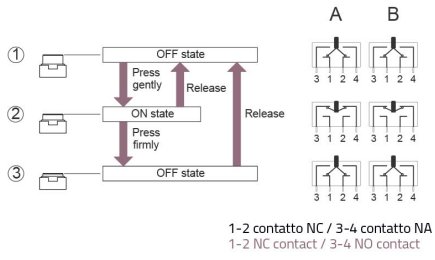 A B
1 OFF state
Press gently
Release
3 1 2 4 3 1 2 4
2 ON state
Press firmly
Release
3 1 2 4 3 1 2 4
3 OFF state
3 1 2 4 3 1 2 4
1-2 contatto NC / 3-4 contatto NA
1-2 NC contact / 3-4 NO contact